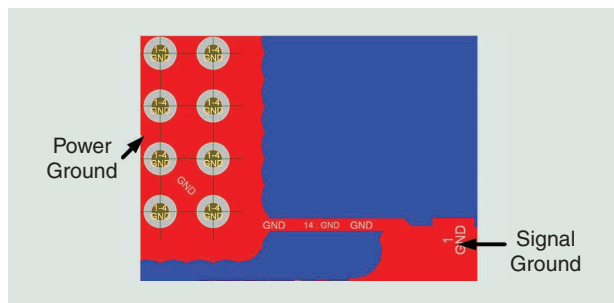 1-4
GND
1-4
GND
1-4
GND
1-4
GND
Power
Ground
1-4
GND
1-4
GND
GND
1-4
GND
1-4
GND
GND 14 : GND GND
1
GND
Signal
Ground